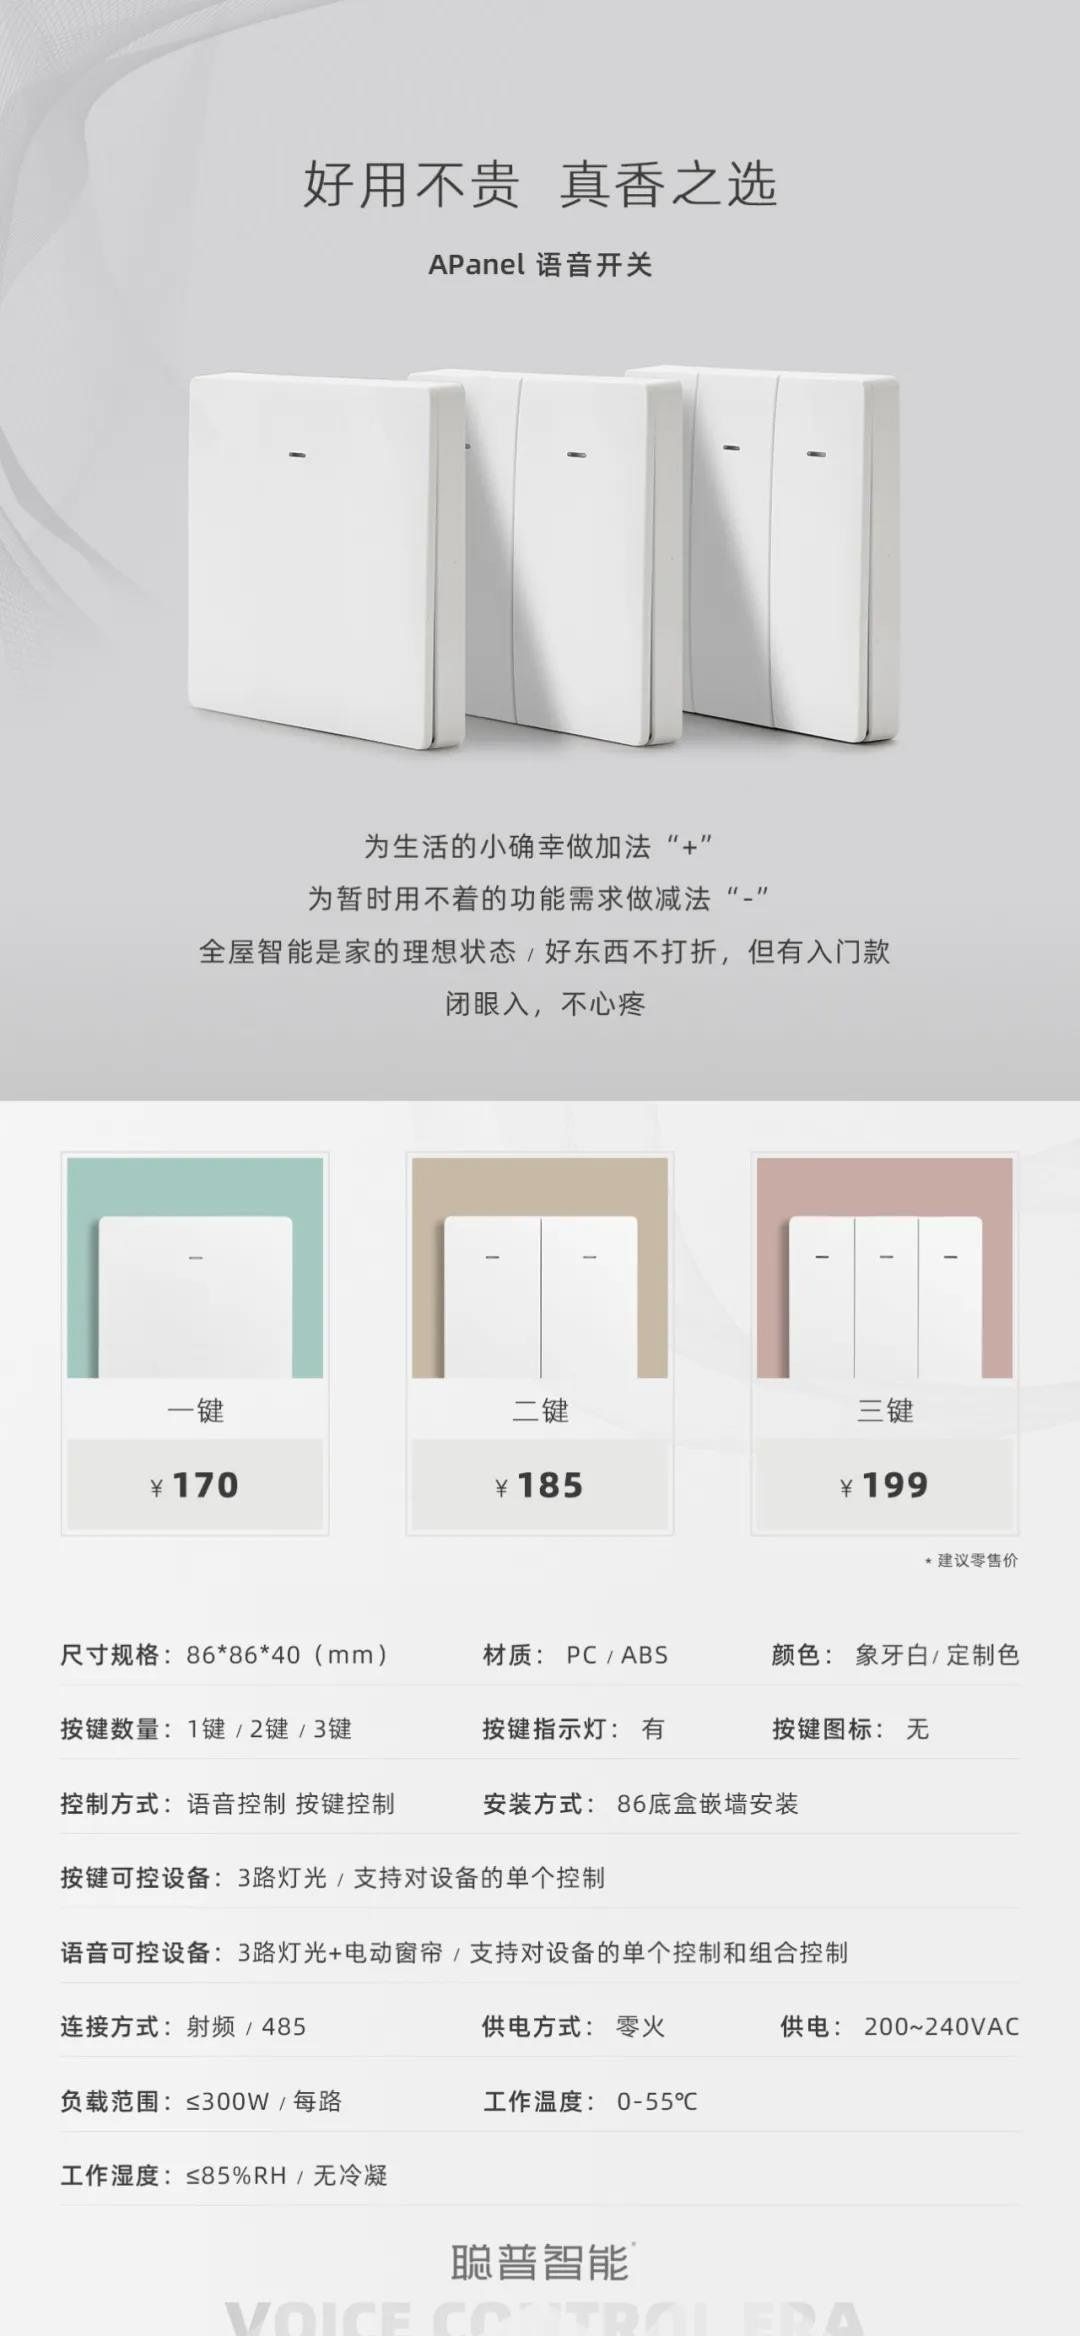 好用不贵 真香之选
APanel 语音开关
为生活的小确幸做加法“+”
为暂时用不着的功能需求做减法“-”
全屋智能是家的理想状态 / 好东西不打折，但有入门款
闭眼入，不心疼
一键 二键 三键
¥ 170 ¥ 185 ¥ 199
* 建议零售价
尺寸规格：86*86*40（mm） 材质： PC / ABS 颜色： 象牙白/ 定制色
按键数量：1键 / 2键 / 3键 按键指示灯： 有 按键图标： 无
控制方式：语音控制 按键控制 安装方式： 86底盒嵌墙安装
按键可控设备：3路灯光 / 支持对设备的单个控制
语音可控设备：3路灯光+电动窗帘 / 支持对设备的单个控制和组合控制
连接方式：射频 / 485 供电方式： 零火 供电： 200~240VAC
负载范围：≤300W / 每路 工作温度： 0-55℃
工作湿度：≤85%RH / 无冷凝
聪普智能
VOICE CONTROL ERA